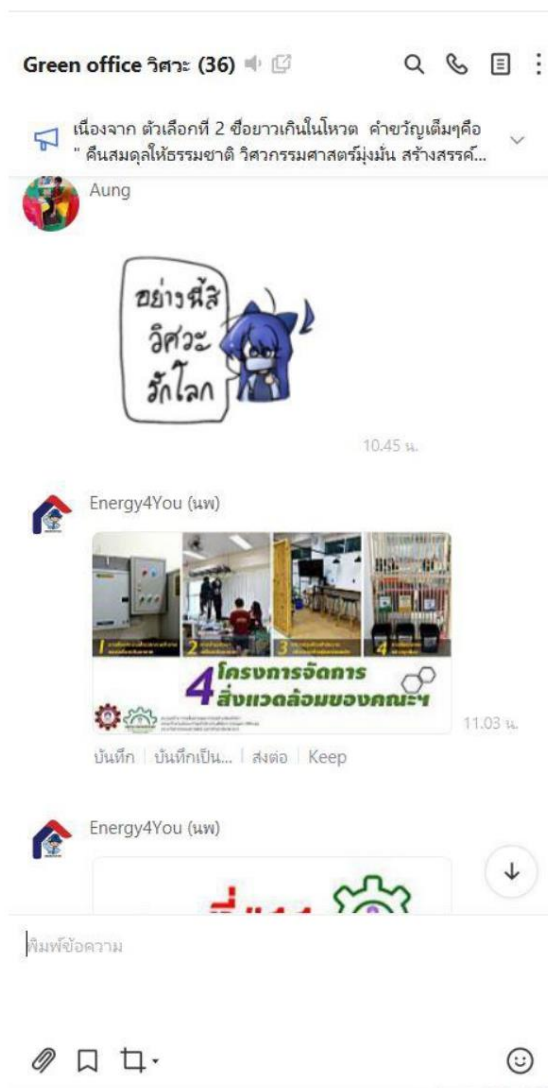 Green office วิศวะ (36)
เนื่องจาก ตัวเลือกที่ 2 ชื่อยาวเกินในโหวต คำขวัญเต็มๆคือ
" คืนสมดุลให้ธรรมชาติ วิศวกรรมศาสตร์มุ่งมั่น สร้างสรรค์...
Aung
อย่างนี้สิ
วิศวะ
รักโลก
10.45 น.
Energy4You (นพ)
1
2
3
4
4 โครงการจัดการ
สิ่งแวดล้อมของคณะฯ
11.03 น.
บันทึก บันทึกเป็น... ส่งต่อ Keep
Energy4You (นพ)
พิมพ์ข้อความ